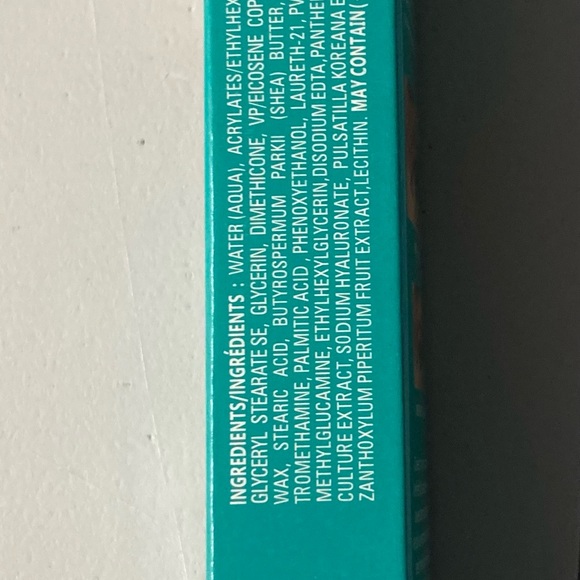 INGREDIENTS/INGRÉDIENTS : WATER (AQUA), ACRYLATES/ETHYLHEX
GLYCERYL STEARATE SE, GLYCERIN, DIMETHICONE, VP/EICOSENE COP
WAX, STEARIC ACID, BUTYROSPERMUM PARKII (SHEA) BUTTER,
TROMETHAMINE, PALMITIC ACID, PHENOXYETHANOL, LAURETH-21, PV
METHYLGLUCAMINE, ETHYLHEXYLGLYCERIN, DISODIUM EDTA, PANTHE
CULTURE EXTRACT, SODIUM HYALURONATE, PULSATILLA KOREANA E
ZANTHOXYLUM PIPERITUM FRUIT EXTRACT, LECITHIN. MAY CONTAIN (